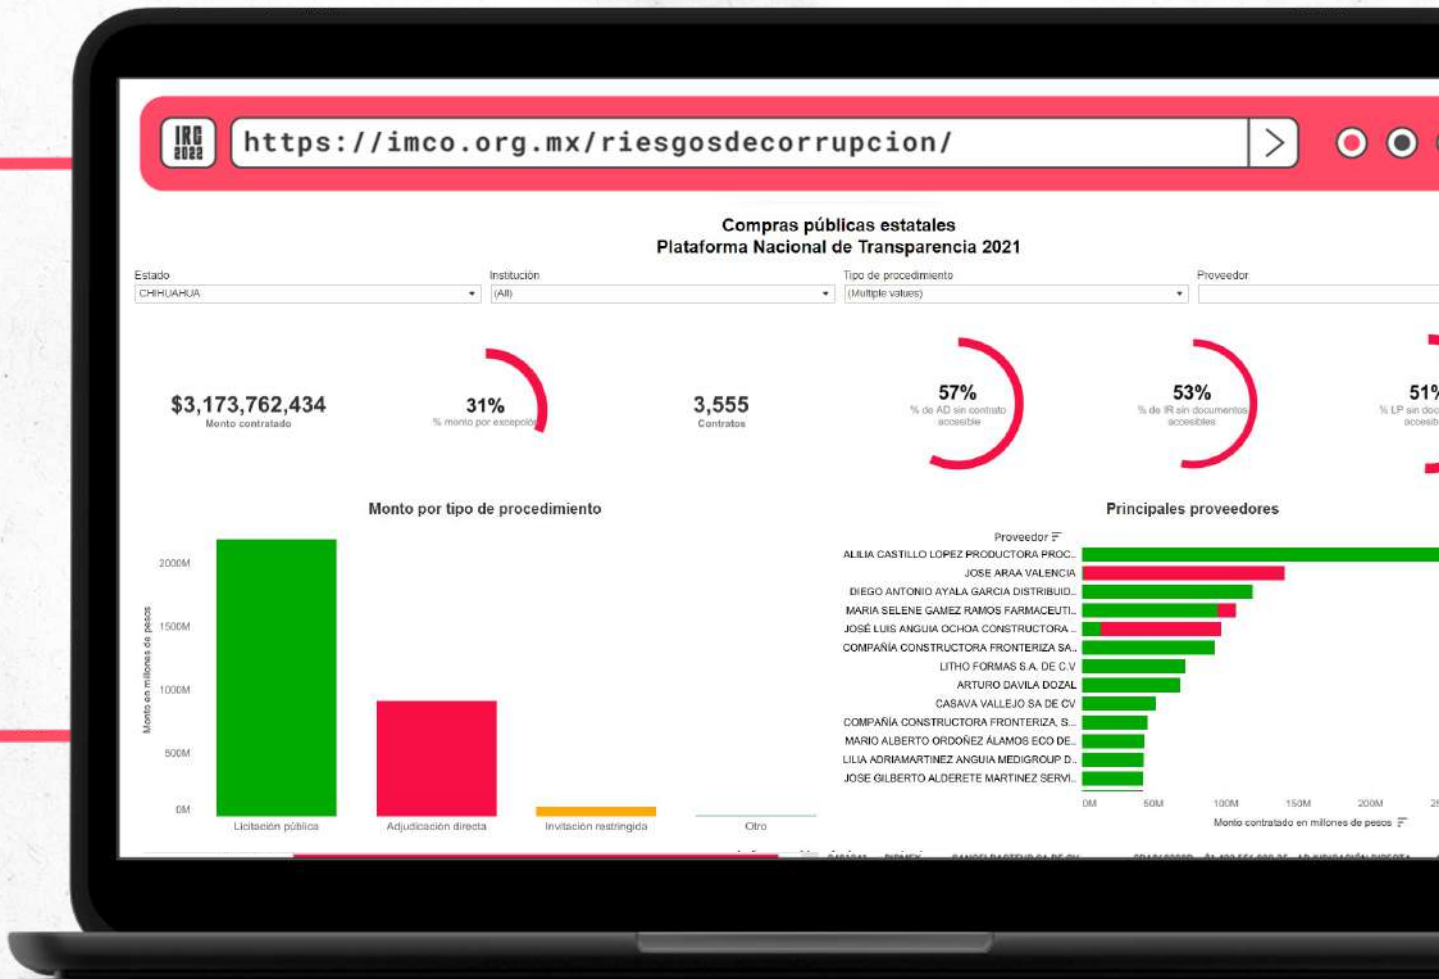 IRC
2022
https://imco.org.mx/riesgosdecorrupcion/
Compras públicas estatales
Plataforma Nacional de Transparencia 2021
Estado
CHIHUAHUA
Institución
(All)
Tipo de procedimiento
(Multiple values)
Proveedor
$3,173,762,434
Monto contratado
31%
% monto por excepción
3,555
Contratos
57%
% de AD sin contrato
accesible
53%
% de IR sin documentos
accesibles
51%
% LP sin
Monto por tipo de procedimiento
Monto en millones de pesos
2000M
1500M
1000M
500M
0M
Licitación pública
Adjudicación directa
Invitación restringida
Otro
Principales proveedores
Proveedor
ALILIA CASTILLO LOPEZ PRODUCTORA PROC..
JOSE ARAA VALENCIA
DIEGO ANTONIO AYALA GARCIA DISTRIBUID..
MARIA SELENE GAMEZ RAMOS FARMACEUTI..
JOSÉ LUIS ANGUIA OCHOA CONSTRUCTORA ..
COMPAÑÍA CONSTRUCTORA FRONTERIZA SA..
LITHO FORMAS S.A. DE C.V
ARTURO DAVILA DOZAL
CASAVA VALLEJO SA DE CV
COMPAÑÍA CONSTRUCTORA FRONTERIZA, S...
MARIO ALBERTO ORDOÑEZ ÁLAMOS ECO DE..
LILIA ADRIAMARTINEZ ANGUIA MEDIGROUP D..
JOSE GILBERTO ALDERETE MARTINEZ SERVI..
0M
50M
100M
150M
200M
Monto contratado en millones de pesos